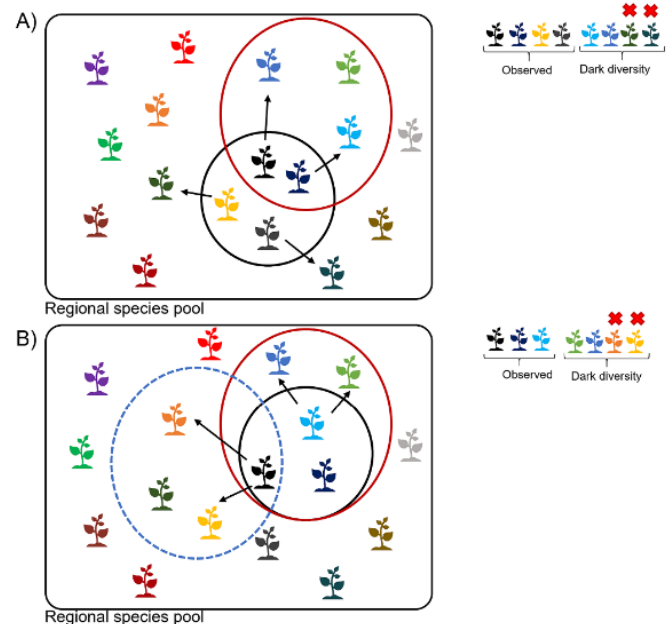 A)
Observed
Dark diversity
Regional species pool
B)
Observed
Dark diversity
Regional species pool